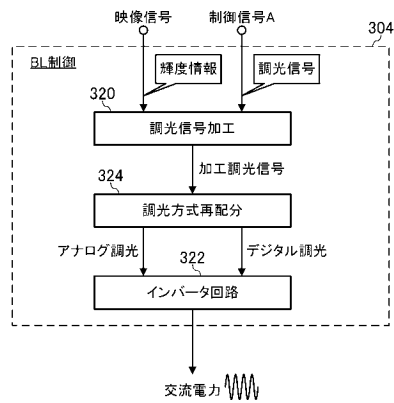 映像信号
制御信号A
304
BL制御
輝度情報
調光信号
320
調光信号加工
加工調光信号
324
調光方式再配分
アナログ調光
デジタル調光
322
インバータ回路
交流電力